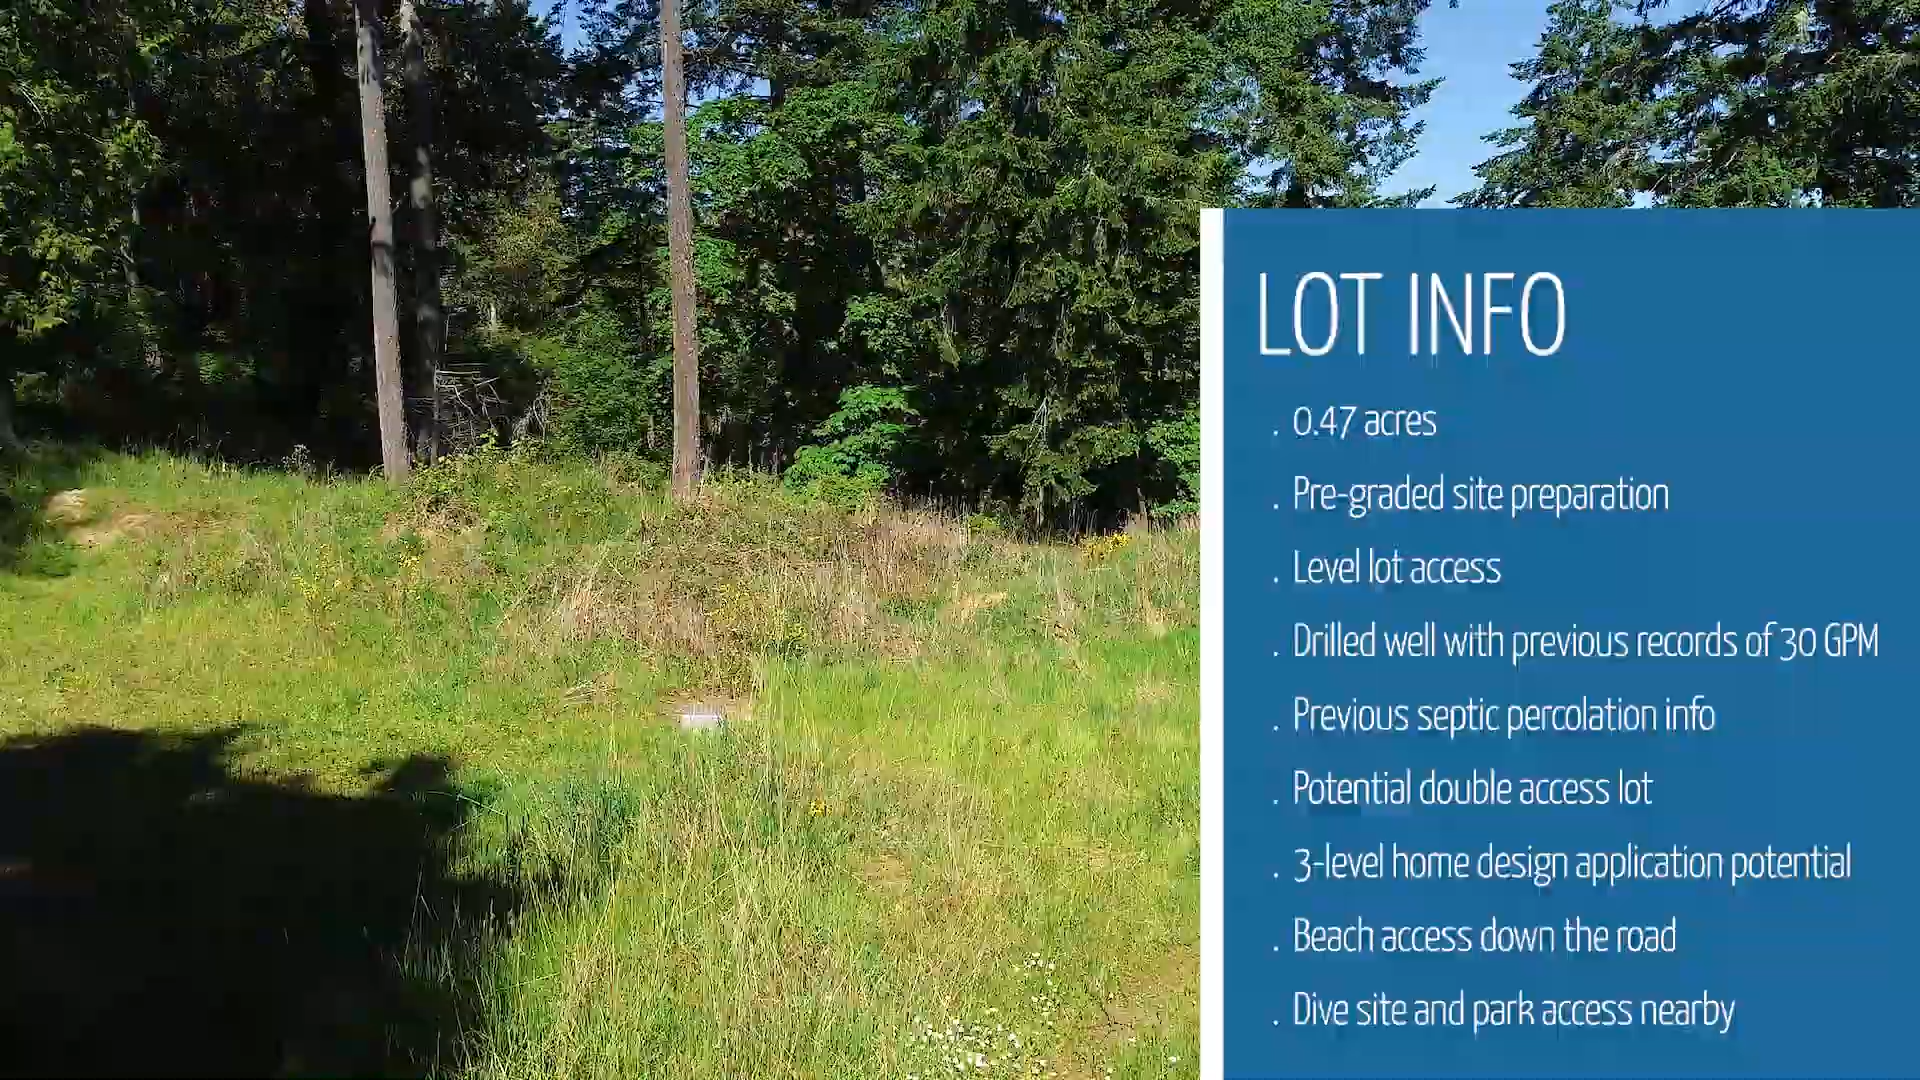 LOT INFO
. 0.47 acres
. Pre-graded site preparation
. Level lot access
. Drilled well with previous records of 30 GPM
. Previous septic percolation info
. Potential double access lot
. 3-level home design application potential
. Beach access down the road
. Dive site and park access nearby